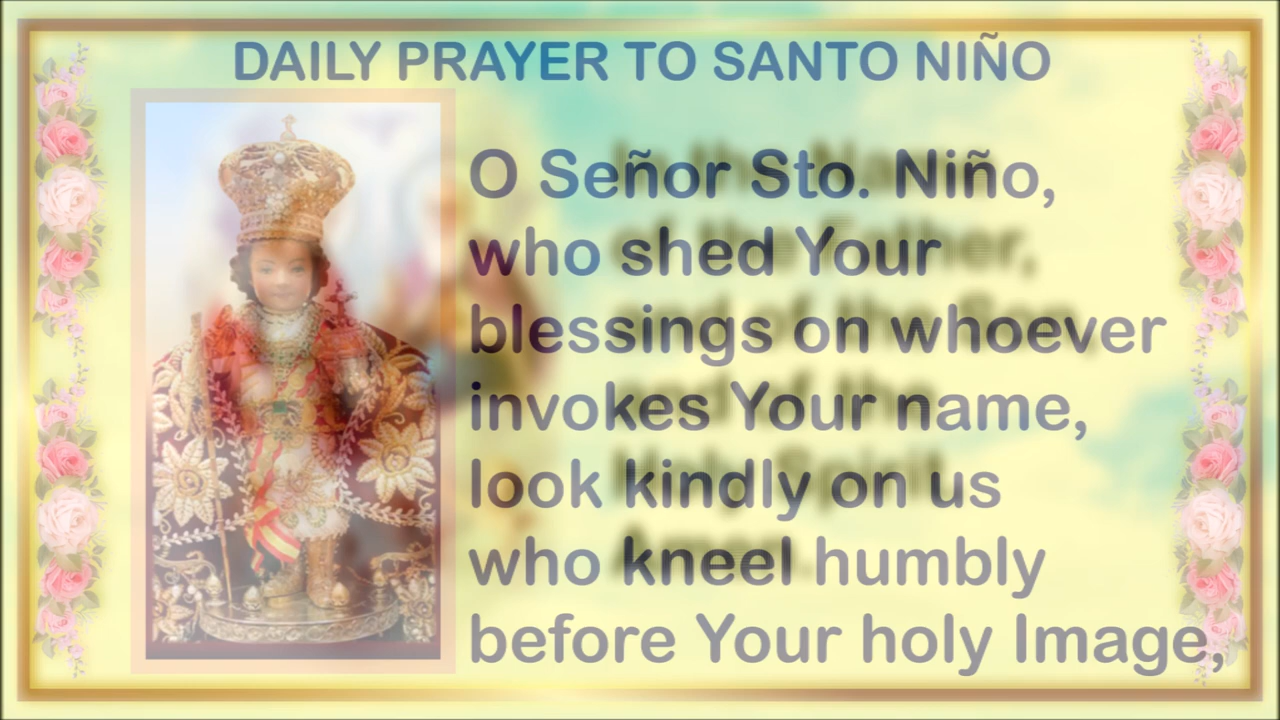 DAILY PRAYER TO SANTO NIÑO
O Señor Sto. Niño,
who shed Your
blessings on whoever
invokes Your name,
look kindly on us
who kneel humbly
before Your holy Image,